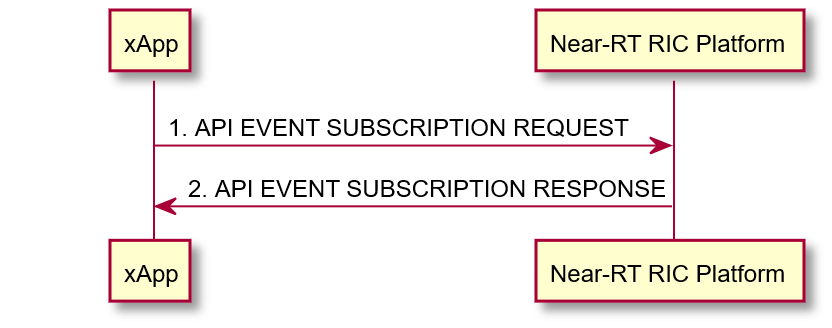 xApp
Near-RT RIC Platform
1. API EVENT SUBSCRIPTION REQUEST
2. API EVENT SUBSCRIPTION RESPONSE
xApp
Near-RT RIC Platform